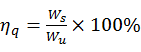 η_q = W_s / W_u × 100%